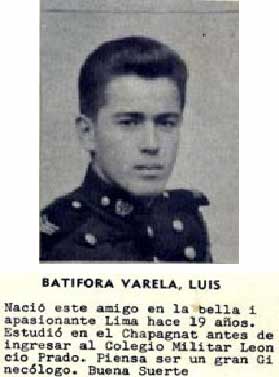 BATIFORA VARELA, LUIS
Nació este amigo en la bella i
apasionante Lima hace 19 años.
Estudió en el Chapagnat antes de
ingresar al Colegio Militar Leon
cio Prado. Piensa ser un gran Gi
necólogo. Buena Suerte